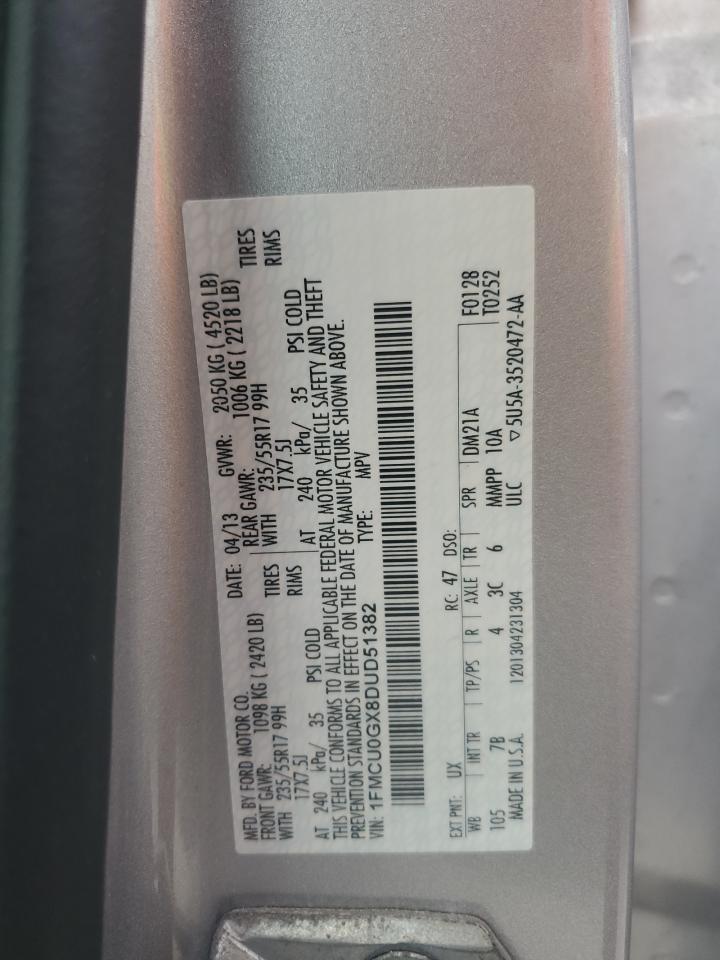 MFD. BY FORD MOTOR CO. DATE: 04/13 GVWR: 2050 KG ( 4520 LB)
FRONT GAWR: 1098 KG ( 2420 LB) REAR GAWR: 1006 KG ( 2218 LB)
WITH 235/55R17 99H TIRES WITH 235/55R17 99H TIRES
17X7.5J RIMS 17X7.5J RIMS
AT 240 kPa/ 35 PSI COLD AT 240 kPa/ 35 PSI COLD
THIS VEHICLE CONFORMS TO ALL APPLICABLE FEDERAL MOTOR VEHICLE SAFETY AND THEFT
PREVENTION STANDARDS IN EFFECT ON THE DATE OF MANUFACTURE SHOWN ABOVE.
VIN: 1FMCU0GX8DUD51382 TYPE: MPV
EXT PNT: UX RC: 47 DSO: F0128
WB INT TR TP/PS R AXLE TR SPR DM21A T0252
105 7B 4 3C 6 MMPP 10A
MADE IN U.S.A. 1201304231304 ULC ▽5U5A-3520472-AA